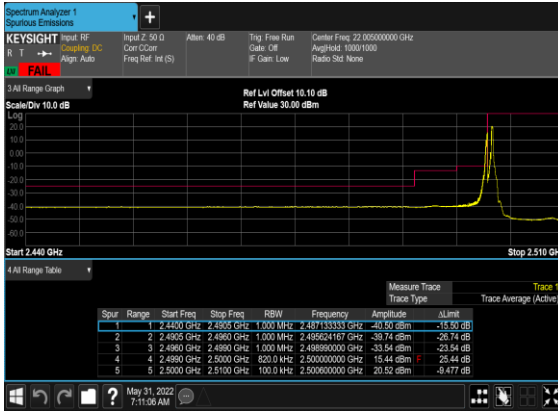 Spectrum Analyzer 1
Spurious Emissions
KEYSIGHT Input: RF Input Z: 50 Ω Atten: 40 dB Trig: Free Run Center Freq: 22.005000000 GHz
R T Coupling: DC Corr CCorr Gate: Off Avg|Hold: 1000/1000
Align: Auto Freq Ref: Int (S) IF Gain: Low Radio Std: None
FAIL
3 All Range Graph
Ref Lvl Offset 10.10 dB
Scale/Div 10.0 dB Ref Value 30.00 dBm
Log
20.0
10.0
0.00
-10.0
-20.0
-30.0
-40.0
-50.0
-60.0
Start 2.440 GHz Stop 2.510 GH
4 All Range Table
Measure Trace Trace 1
Trace Type Trace Average (Active)
Spur Range Start Freq Stop Freq RBW Frequency Amplitude ΔLimit
1 1 2.4400 GHz 2.4905 GHz 1.000 MHz 2.487133333 GHz -40.50 dBm -15.50 dB
2 2 2.4905 GHz 2.4960 GHz 1.000 MHz 2.495624167 GHz -39.74 dBm -26.74 dB
3 3 2.4960 GHz 2.4990 GHz 1.000 MHz 2.498990000 GHz -33.54 dBm -23.54 dB
4 4 2.4990 GHz 2.5000 GHz 820.0 kHz 2.500000000 GHz 15.44 dBm F 25.44 dB
5 5 2.5000 GHz 2.5100 GHz 100.0 kHz 2.500600000 GHz 20.52 dBm -9.477 dB
May 31, 2022
7:11:06 AM